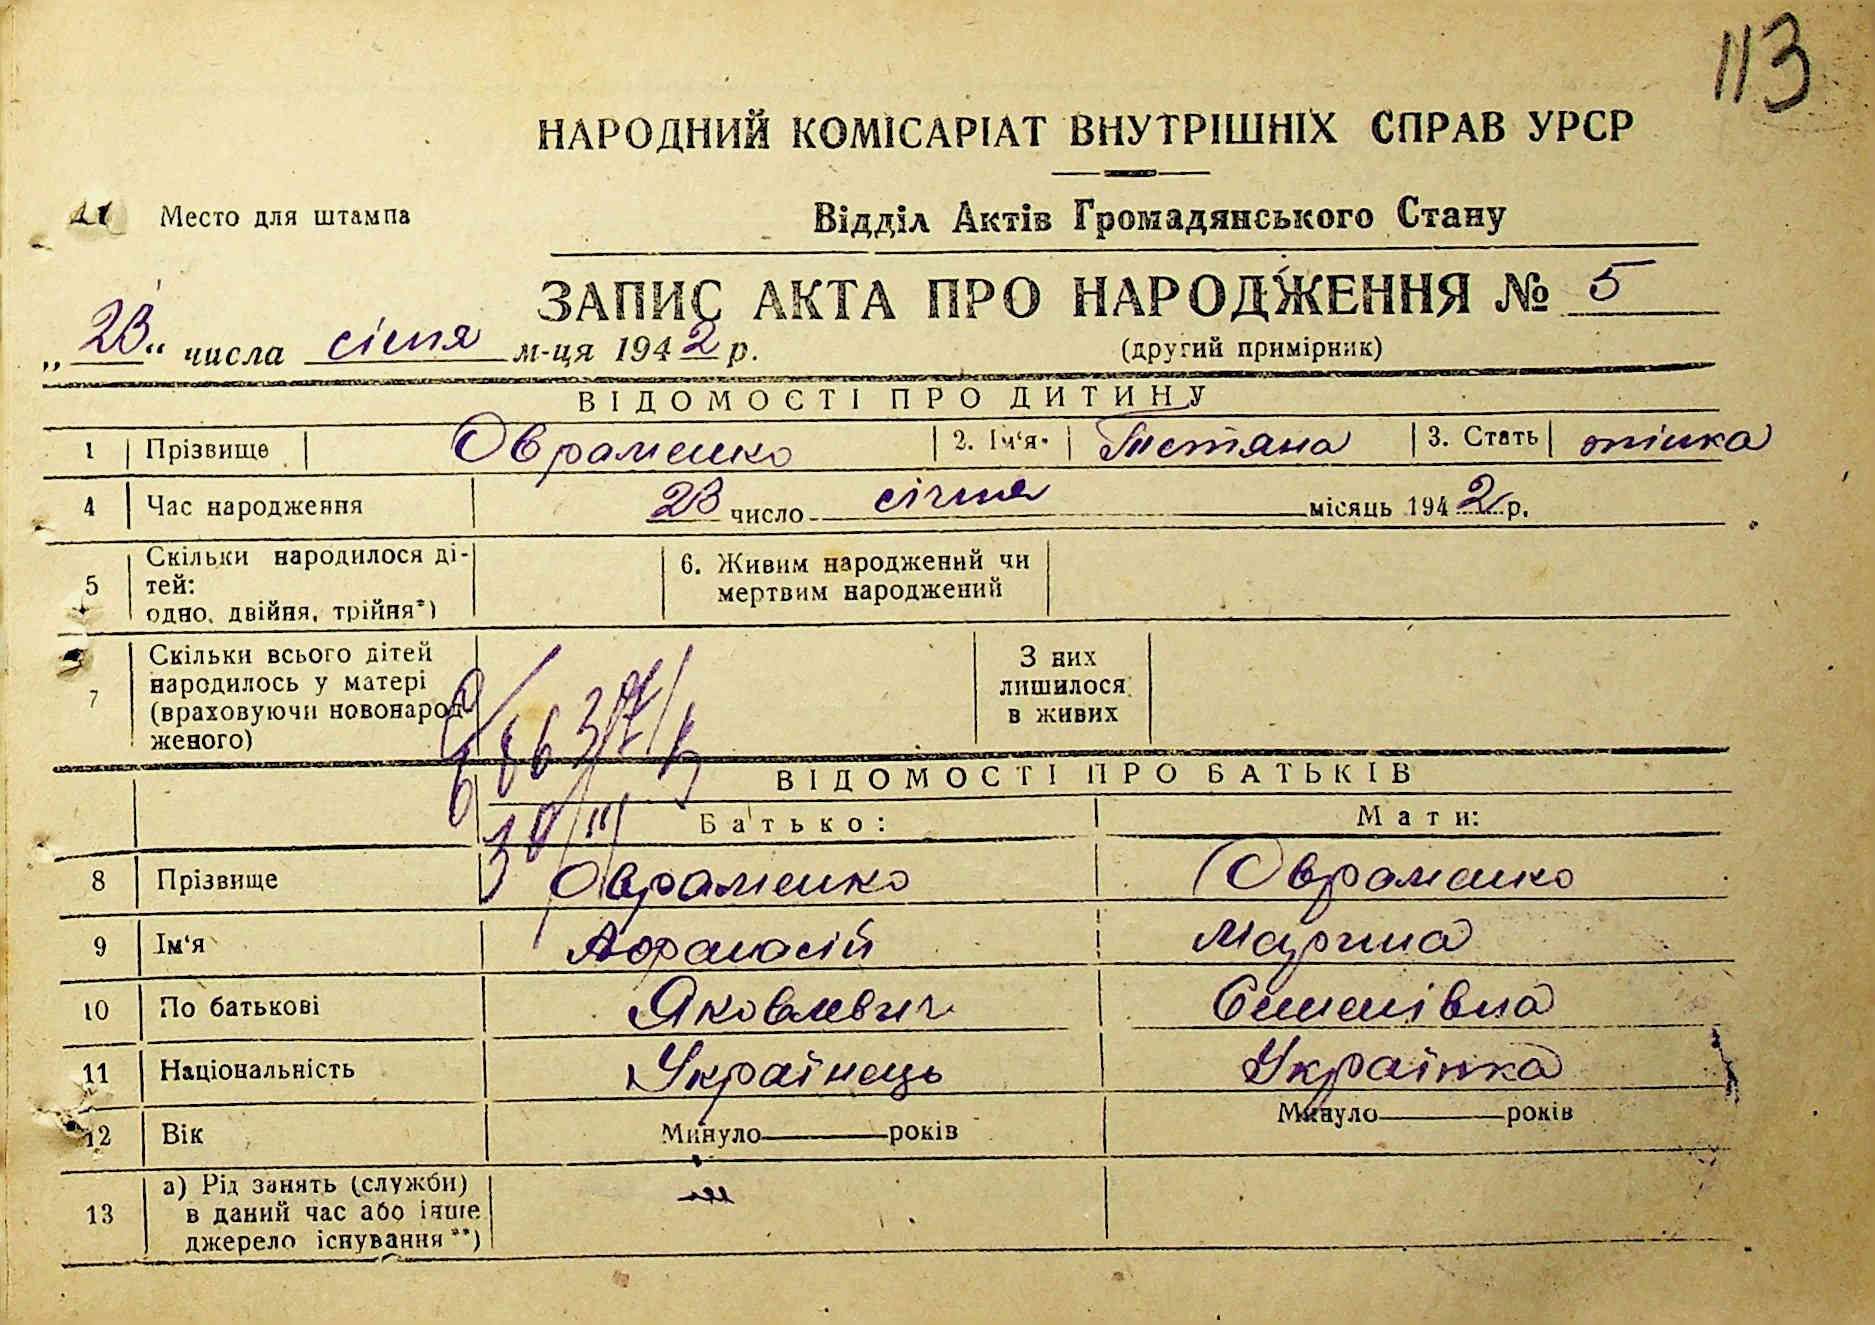 113
НАРОДНИЙ КОМІСАРІАТ ВНУТРІШНІХ СПРАВ УРСР
Место для штампа
Відділ Актів Громадянського Стану
ЗАПИС АКТА ПРО НАРОДЖЕННЯ № 5
„23“ числа січня м-ця 1942 р.
(другий примірник)
ВІДОМОСТІ ПРО ДИТИНУ
1 Прізвище Овраменко 2. Ім‘я Тетяна 3. Стать жінка
4 Час народження 23 число січня місяць 1942 р.
5 Скільки народилося ді-
тей:
одно, двійня, трійня*)
6. Живим народжений чи
мертвим народжений
7 Скільки всього дітей
народилось у матері
(враховуючи новонарод-
женого)
З них
лишилося
в живих
ВІДОМОСТІ ПРО БАТЬКІВ
Батько: Мати:
8 Прізвище Овраменко Овраменко
9 Ім‘я Афанасій Марина
10 По батькові Яковлевич Семенівна
11 Національність Українець Українка
12 Вік Минуло———років Минуло———років
13 а) Рід занять (служби)
в даний час або інше
джерело існування**)